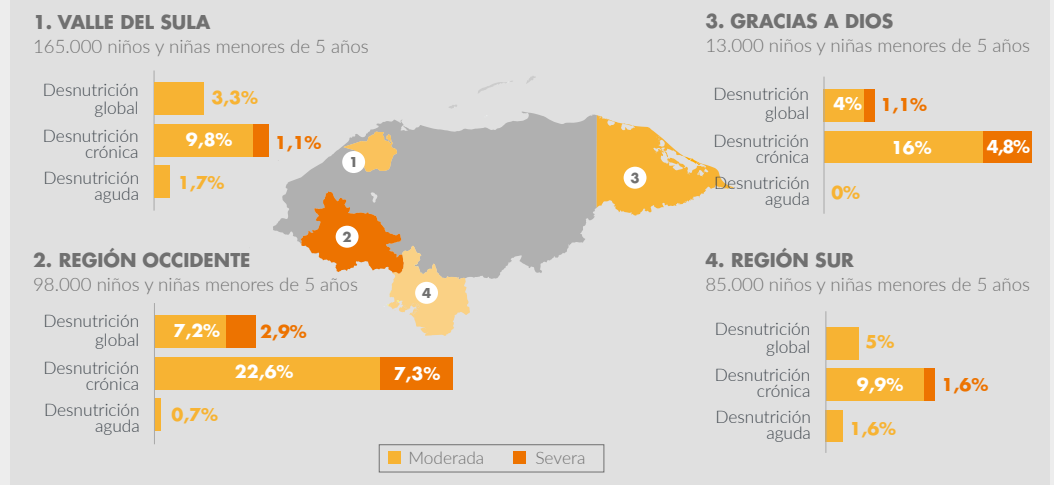 1. VALLE DEL SULA
165.000 niños y niñas menores de 5 años
Desnutrición
global
3,3%
Desnutrición
crónica
9,8%
1,1%
Desnutrición
aguda
1,7%
2. REGIÓN OCCIDENTE
98.000 niños y niñas menores de 5 años
Desnutrición
global
7,2%
2,9%
Desnutrición
crónica
22,6%
7,3%
Desnutrición
aguda
0,7%
1
2
3
4
3. GRACIAS A DIOS
13.000 niños y niñas menores de 5 años
Desnutrición
global
4%
1,1%
Desnutrición
crónica
16%
4,8%
Desnutrición
aguda
0%
4. REGIÓN SUR
85.000 niños y niñas menores de 5 años
Desnutrición
global
5%
Desnutrición
crónica
9,9%
1,6%
Desnutrición
aguda
1,6%
Moderada
Severa